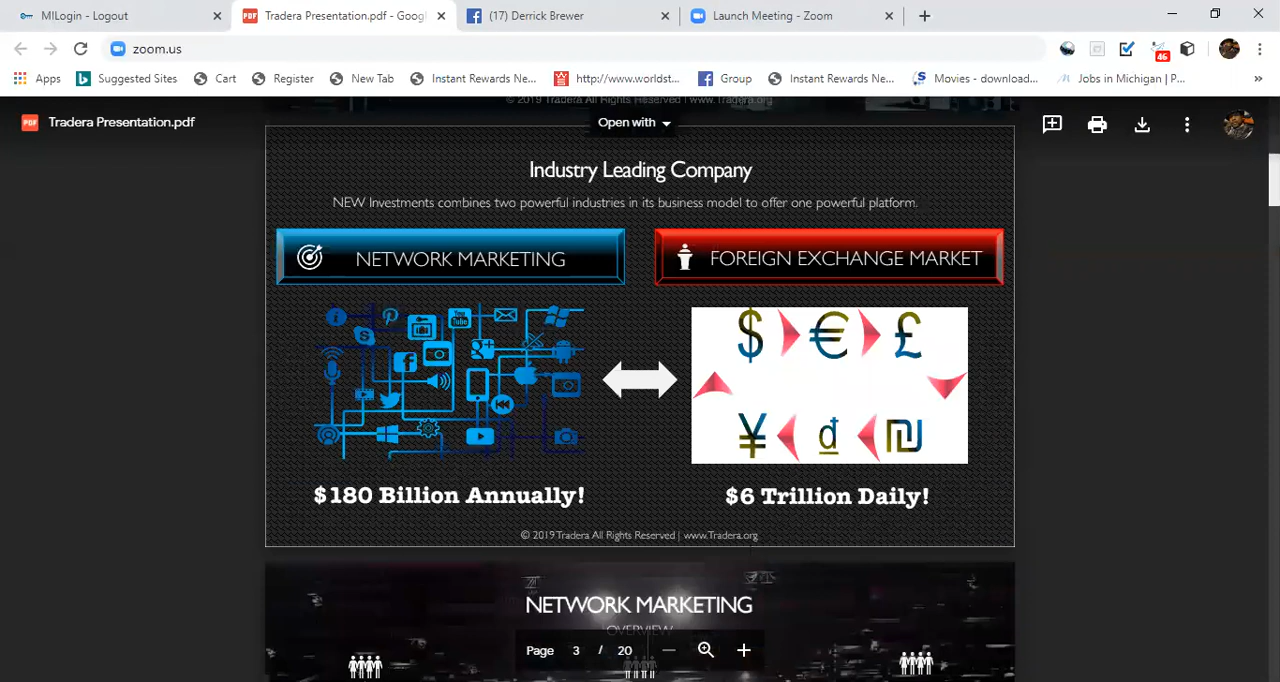 MILogin - Logout
Tradera Presentation.pdf - Googl
(17) Derrick Brewer
Launch Meeting - Zoom
zoom.us
46
Apps
Suggested Sites
Cart
Register
New Tab
Instant Rewards Ne...
http://www.worldst...
Group
Instant Rewards Ne...
Movies - download...
Jobs in Michigan | P...
»
© 2019 Tradera All Rights Reserved | www.Tradera.org
PDF
Tradera Presentation.pdf
Open with
Industry Leading Company
NEW Investments combines two powerful industries in its business model to offer one powerful platform.
NETWORK MARKETING
FOREIGN EXCHANGE MARKET
You Tube
$ € £
¥ ₫ ₪
$180 Billion Annually!
$6 Trillion Daily!
© 2019 Tradera All Rights Reserved | www.Tradera.org
NETWORK MARKETING
OVERVIEW
Page 3 / 20